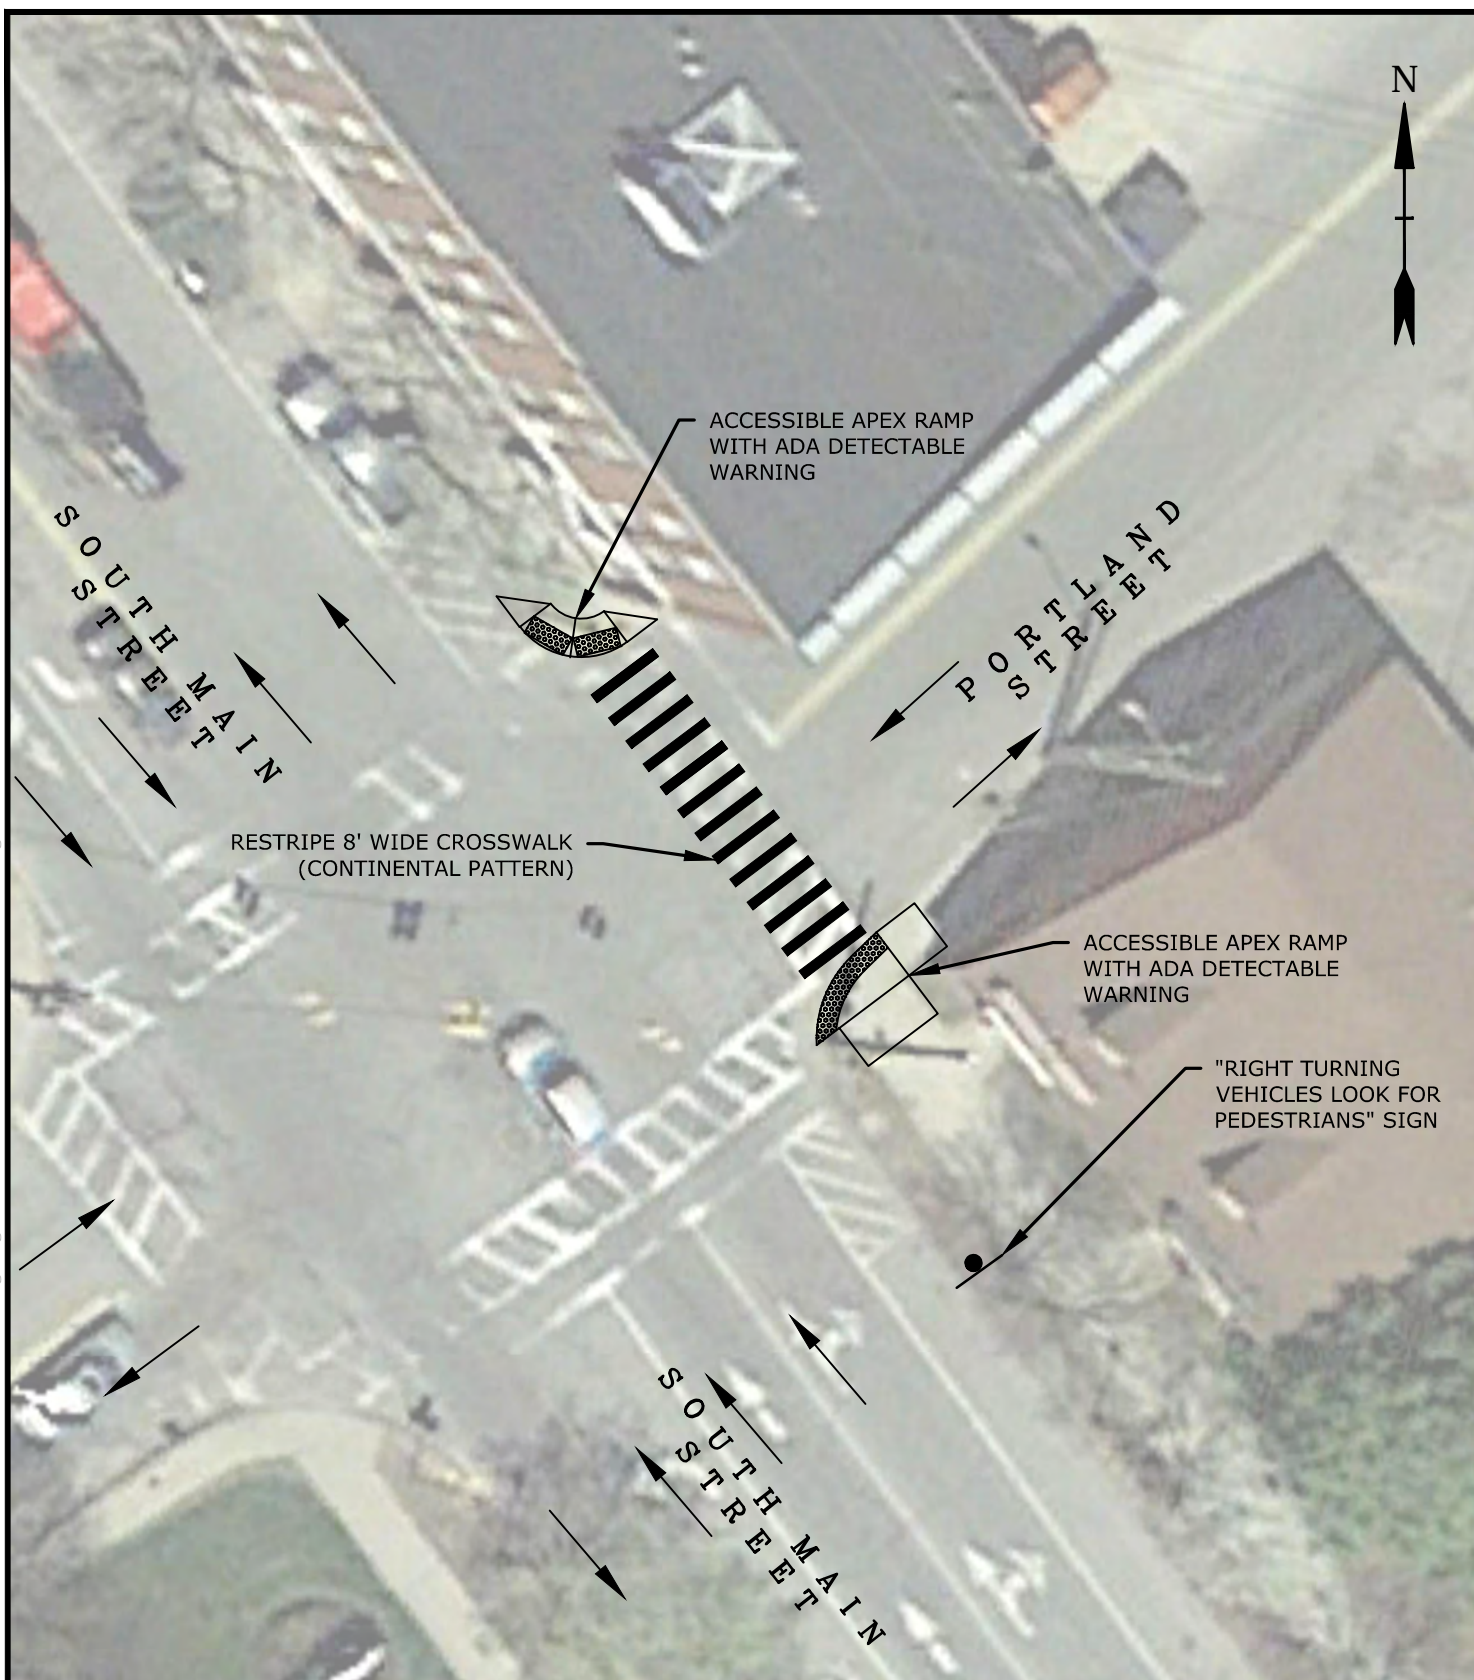 N
ACCESSIBLE APEX RAMP
WITH ADA DETECTABLE
WARNING
SOUTH MAIN
STREET
PORTLAND
STREET
RESTRIPE 8' WIDE CROSSWALK
(CONTINENTAL PATTERN)
ACCESSIBLE APEX RAMP
WITH ADA DETECTABLE
WARNING
"RIGHT TURNING
VEHICLES LOOK FOR
PEDESTRIANS" SIGN
SOUTH MAIN
STREET